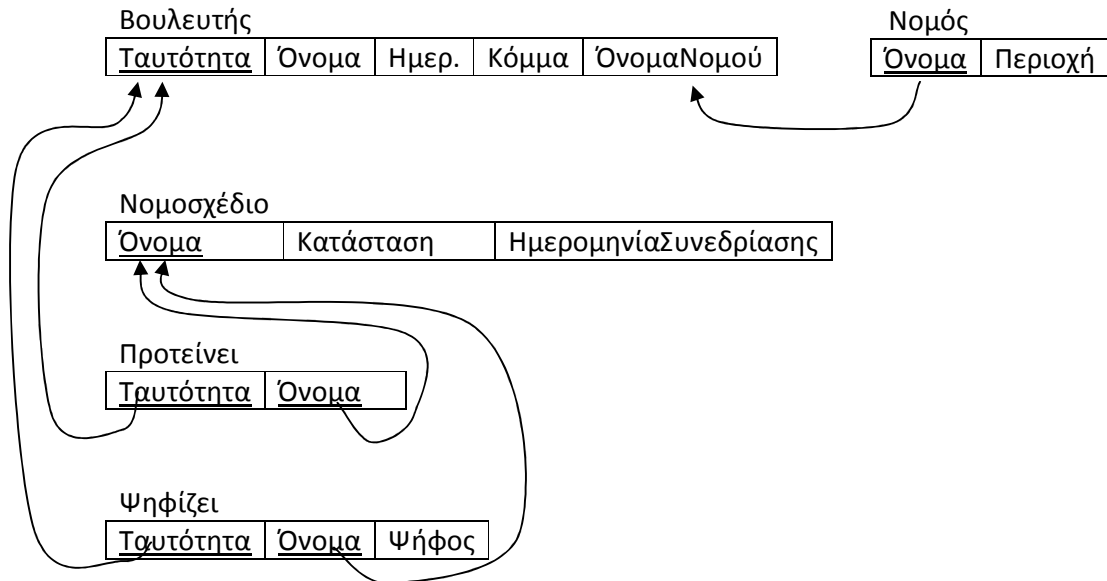 Βουλευτής Νομός
Ταυτότητα Όνομα Ημερ. Κόμμα ΌνομαΝομού Όνομα Περιοχή
Νομοσχέδιο
Όνομα Κατάσταση ΗμερομηνίαΣυνεδρίασης
Προτείνει
Ταυτότητα Όνομα
Ψηφίζει
Ταυτότητα Όνομα Ψήφος